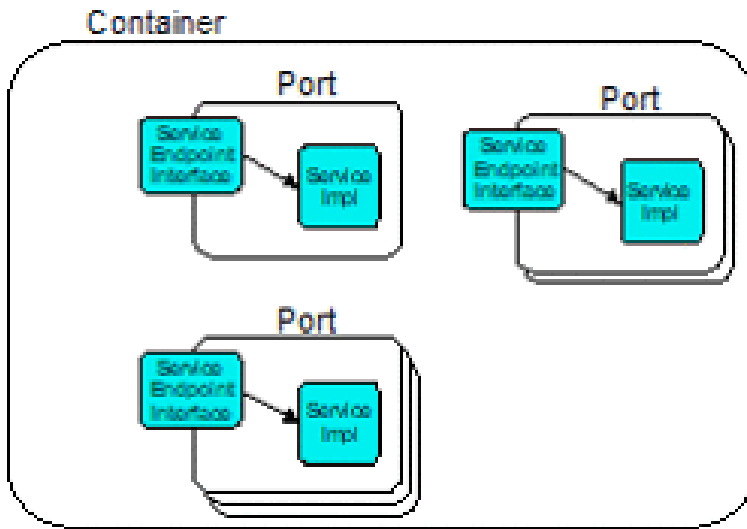 Container
Port
Service
Endpoint
Interface
Service
Impl
Port
Service
Endpoint
Interface
Service
Impl
Port
Service
Endpoint
Interface
Service
Impl